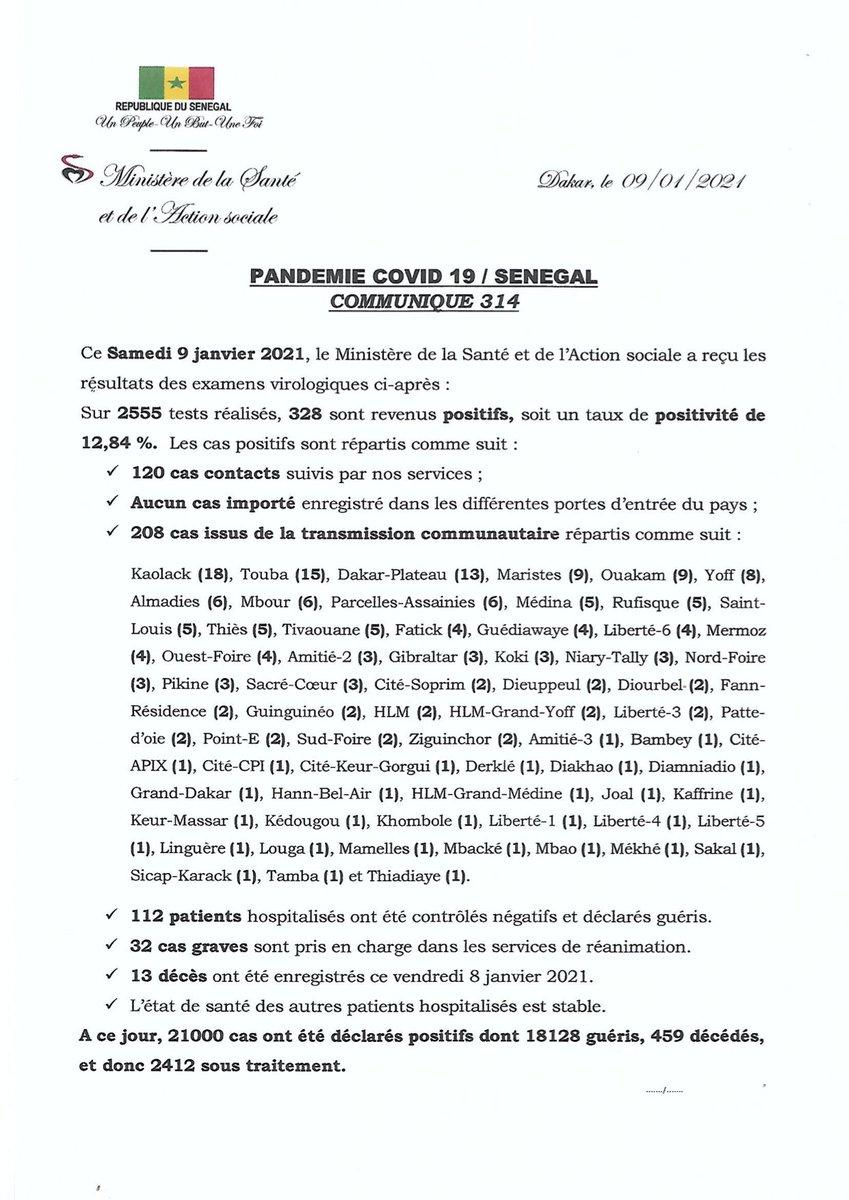 REPUBLIQUE DU SENEGAL
Un Peuple-Un But-Une Foi
Ministère de la Santé
et de l'Action sociale
Dakar, le 09/01/2021
PANDEMIE COVID 19 / SENEGAL
COMMUNIQUE 314
Ce Samedi 9 janvier 2021, le Ministère de la Santé et de l'Action sociale a reçu les
résultats des examens virologiques ci-après :
Sur 2555 tests réalisés, 328 sont revenus positifs, soit un taux de positivité de
12,84 %. Les cas positifs sont répartis comme suit :
✓ 120 cas contacts suivis par nos services ;
✓ Aucun cas importé enregistré dans les différentes portes d'entrée du pays ;
✓ 208 cas issus de la transmission communautaire répartis comme suit :
Kaolack (18), Touba (15), Dakar-Plateau (13), Maristes (9), Ouakam (9), Yoff (8),
Almadies (6), Mbour (6), Parcelles-Assainies (6), Médina (5), Rufisque (5), Saint-
Louis (5), Thiès (5), Tivaouane (5), Fatick (4), Guédiawaye (4), Liberté-6 (4), Mermoz
(4), Ouest-Foire (4), Amitié-2 (3), Gibraltar (3), Koki (3), Niary-Tally (3), Nord-Foire
(3), Pikine (3), Sacré-Cœur (3), Cité-Soprim (2), Dieuppeul (2), Diourbel (2), Fann-
Résidence (2), Guinguinéo (2), HLM (2), HLM-Grand-Yoff (2), Liberté-3 (2), Patte-
d'oie (2), Point-E (2), Sud-Foire (2), Ziguinchor (2), Amitié-3 (1), Bambey (1), Cité-
APIX (1), Cité-CPI (1), Cité-Keur-Gorgui (1), Derklé (1), Diakhao (1), Diamniadio (1),
Grand-Dakar (1), Hann-Bel-Air (1), HLM-Grand-Médine (1), Joal (1), Kaffrine (1),
Keur-Massar (1), Kédougou (1), Khombole (1), Liberté-1 (1), Liberté-4 (1), Liberté-5
(1), Linguère (1), Louga (1), Mamelles (1), Mbacké (1), Mbao (1), Mékhé (1), Sakal (1),
Sicap-Karack (1), Tamba (1) et Thiadiaye (1).
✓ 112 patients hospitalisés ont été contrôlés négatifs et déclarés guéris.
✓ 32 cas graves sont pris en charge dans les services de réanimation.
✓ 13 décès ont été enregistrés ce vendredi 8 janvier 2021.
✓ L'état de santé des autres patients hospitalisés est stable.
A ce jour, 21000 cas ont été déclarés positifs dont 18128 guéris, 459 décédés,
et donc 2412 sous traitement.
……/……